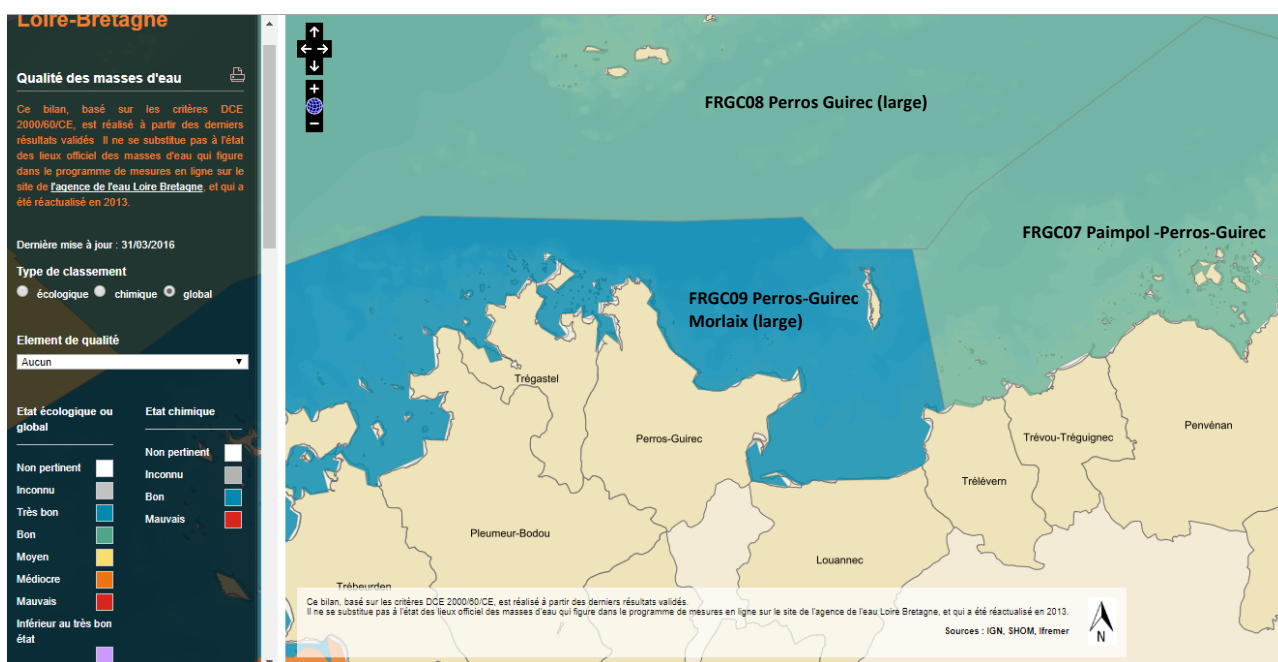 Loire-Bretagne
Qualité des masses d'eau
Ce bilan, basé sur les critères DCE
2000/60/CE, est réalisé à partir des derniers
résultats validés Il ne se substitue pas à l'état
des lieux officiel des masses d'eau qui figure
dans le programme de mesures en ligne sur le
site de l'agence de l'eau Loire Bretagne, et qui a
été réactualisé en 2013.
Dernière mise à jour : 31/03/2016
Type de classement
écologique chimique global
Element de qualité
Aucun
Etat écologique ou
global
Non pertinent
Inconnu
Très bon
Bon
Moyen
Médiocre
Mauvais
Inférieur au très bon
état
Etat chimique
Non pertinent
Inconnu
Bon
Mauvais
FRGC08 Perros Guirec (large)
FRGC07 Paimpol -Perros-Guirec
FRGC09 Perros-Guirec
Morlaix (large)
Trégastel
Perros-Guirec
Trévou-Tréguignec
Penvénan
Trélévern
Pleumeur-Bodou
Louannec
Trébeurden
Ce bilan, basé sur les critères DCE 2000/60/CE, est réalisé à partir des derniers résultats validés.
Il ne se substitue pas à l'état des lieux officiel des masses d'eau qui figure dans le programme de mesures en ligne sur le site de l'agence de l'eau Loire Bretagne, et qui a été réactualisé en 2013.
Sources : IGN, SHOM, Ifremer
N